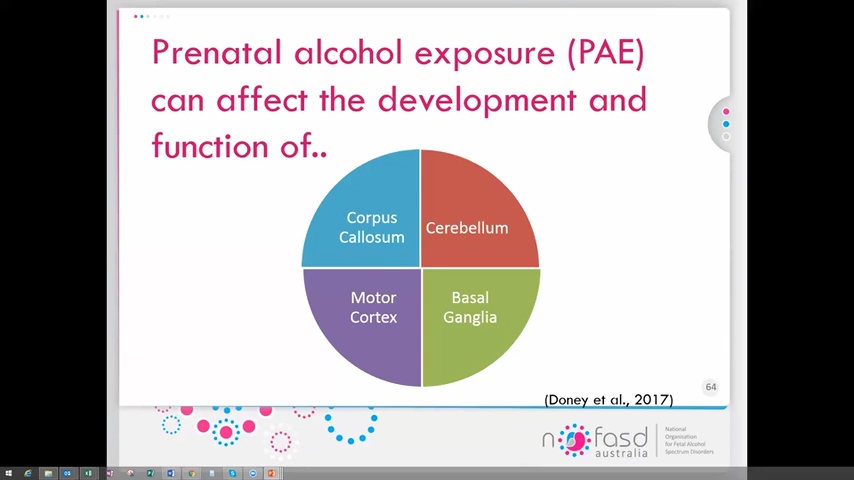 Prenatal alcohol exposure (PAE)
can affect the development and
function of..
Corpus
Callosum
Cerebellum
Motor
Cortex
Basal
Ganglia
64
(Doney et al., 2017)
nofasd
australia
National
Organisation
for Fetal Alcohol
Spectrum Disorders